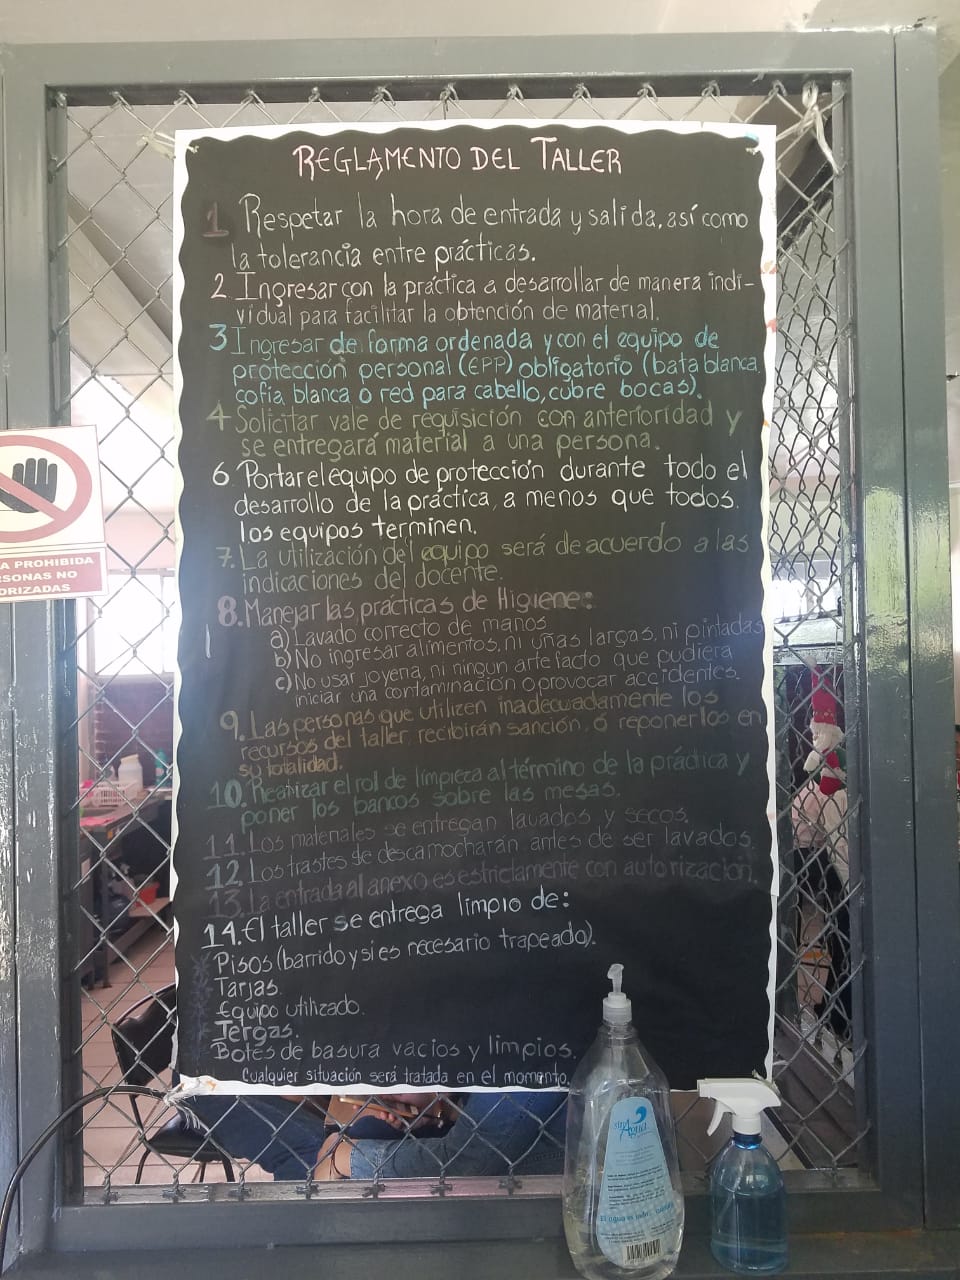 REGLAMENTO DEL TALLER
1 Respetar la hora de entrada y salida, así como
la tolerancia entre prácticas.
2 Ingresar con la práctica a desarrollar de manera indi-
vidual para facilitar la obtención de material.
3 Ingresar de forma ordenada y con el equipo de
protección personal (EPP) obligatorio (bata blanca,
cofia blanca o red para cabello, cubre bocas).
4 Solicitar vale de requisición con anterioridad y
se entregará material a una persona.
6 Portar el equipo de protección durante todo el
desarrollo de la práctica, a menos que todos
los equipos terminen.
7. La utilización del equipo será de acuerdo a las
indicaciones del docente.
8. Manejar las prácticas de Higiene:
a) Lavado correcto de manos
b) No ingresar alimentos, ni uñas largas, ni pintadas
c) No usar joyeria, ni ningun artefacto que pudiera
iniciar una contaminación o provocar accidentes.
9. Las personas que utilizen inadecuadamente los
recursos del taller, recibirán sanción, ó reponerlos en
su totalidad.
10. Realizar el rol de limpieza al término de la práctica y
poner los bancos sobre las mesas.
11. Los materiales se entregan lavados y secos.
12. Los trastes se descamocharán antes de ser lavados.
13. La entrada al anexo es estrictamente con autorización.
14. El taller se entrega limpio de:
Pisos (barrido y si es necesario trapeado).
Tarjas.
Equipo utilizado.
Jergas.
Botes de basura vacios y limpios.
Cualquier situación será tratada en el momento.
A PROHIBIDA
RSONAS NO
ORIZADAS
Agua